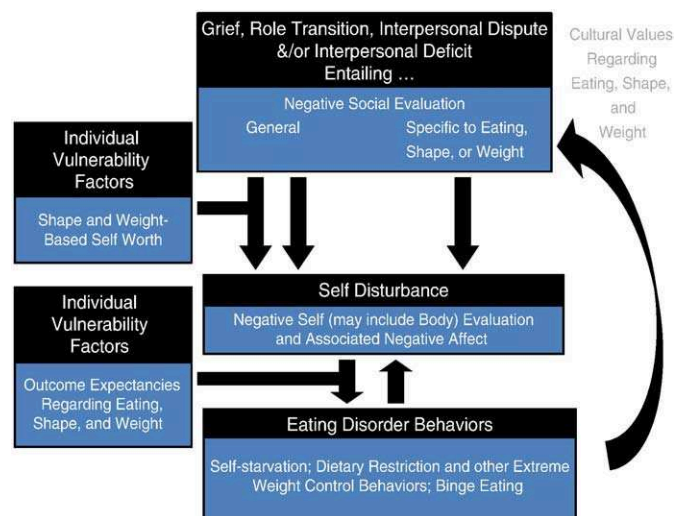 Grief, Role Transition, Interpersonal Dispute
&/or Interpersonal Deficit
Entailing ...
Negative Social Evaluation
General
Specific to Eating,
Shape, or Weight
Cultural Values
Regarding
Eating, Shape,
and
Weight
Individual
Vulnerability
Factors
Shape and Weight-
Based Self Worth
Self Disturbance
Negative Self (may include Body) Evaluation
and Associated Negative Affect
Individual
Vulnerability
Factors
Outcome Expectancies
Regarding Eating,
Shape, and Weight
Eating Disorder Behaviors
Self-starvation; Dietary Restriction and other Extreme
Weight Control Behaviors; Binge Eating